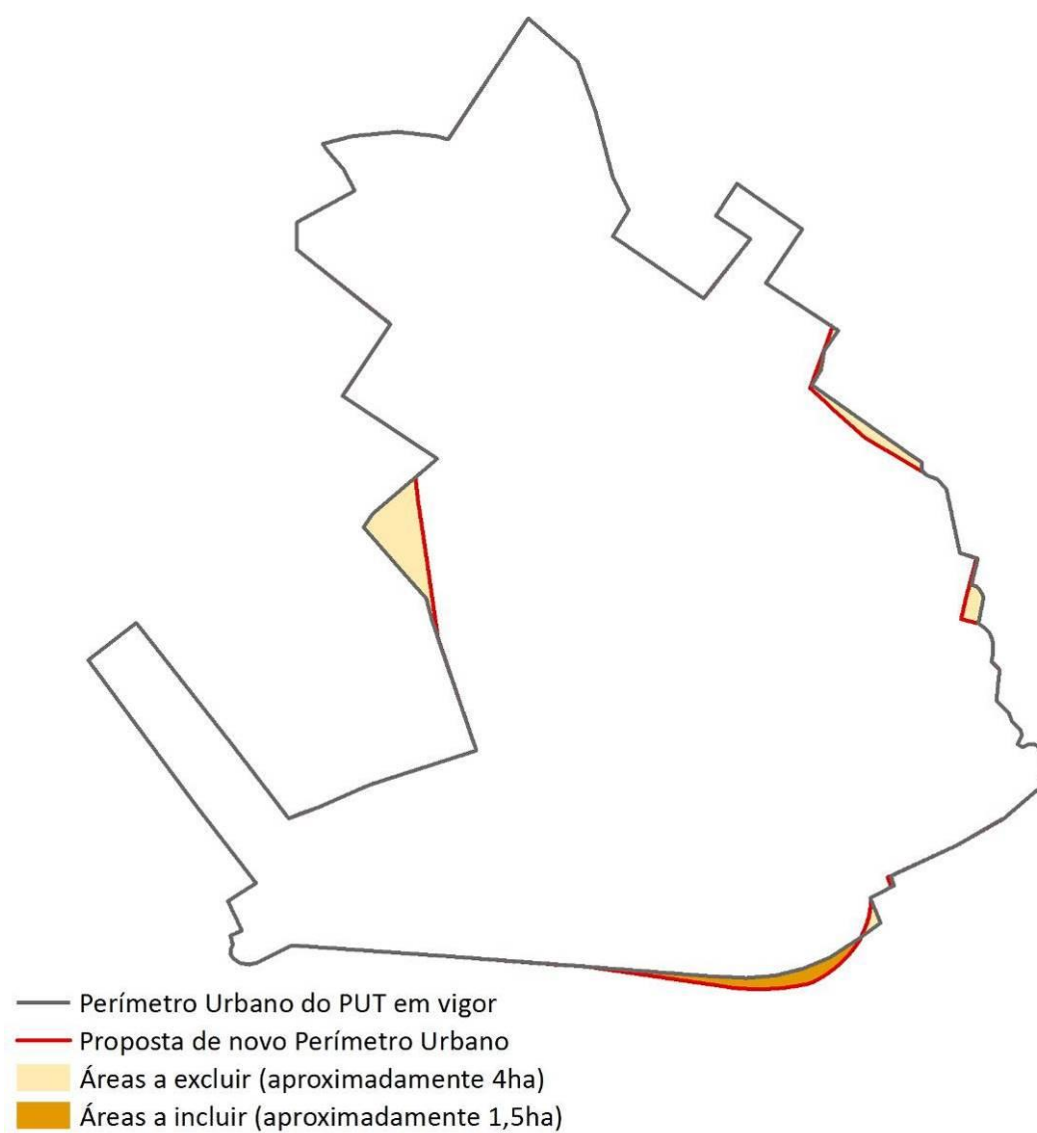 Perímetro Urbano do PUT em vigor
Proposta de novo Perímetro Urbano
Áreas a excluir (aproximadamente 4ha)
Áreas a incluir (aproximadamente 1,5ha)